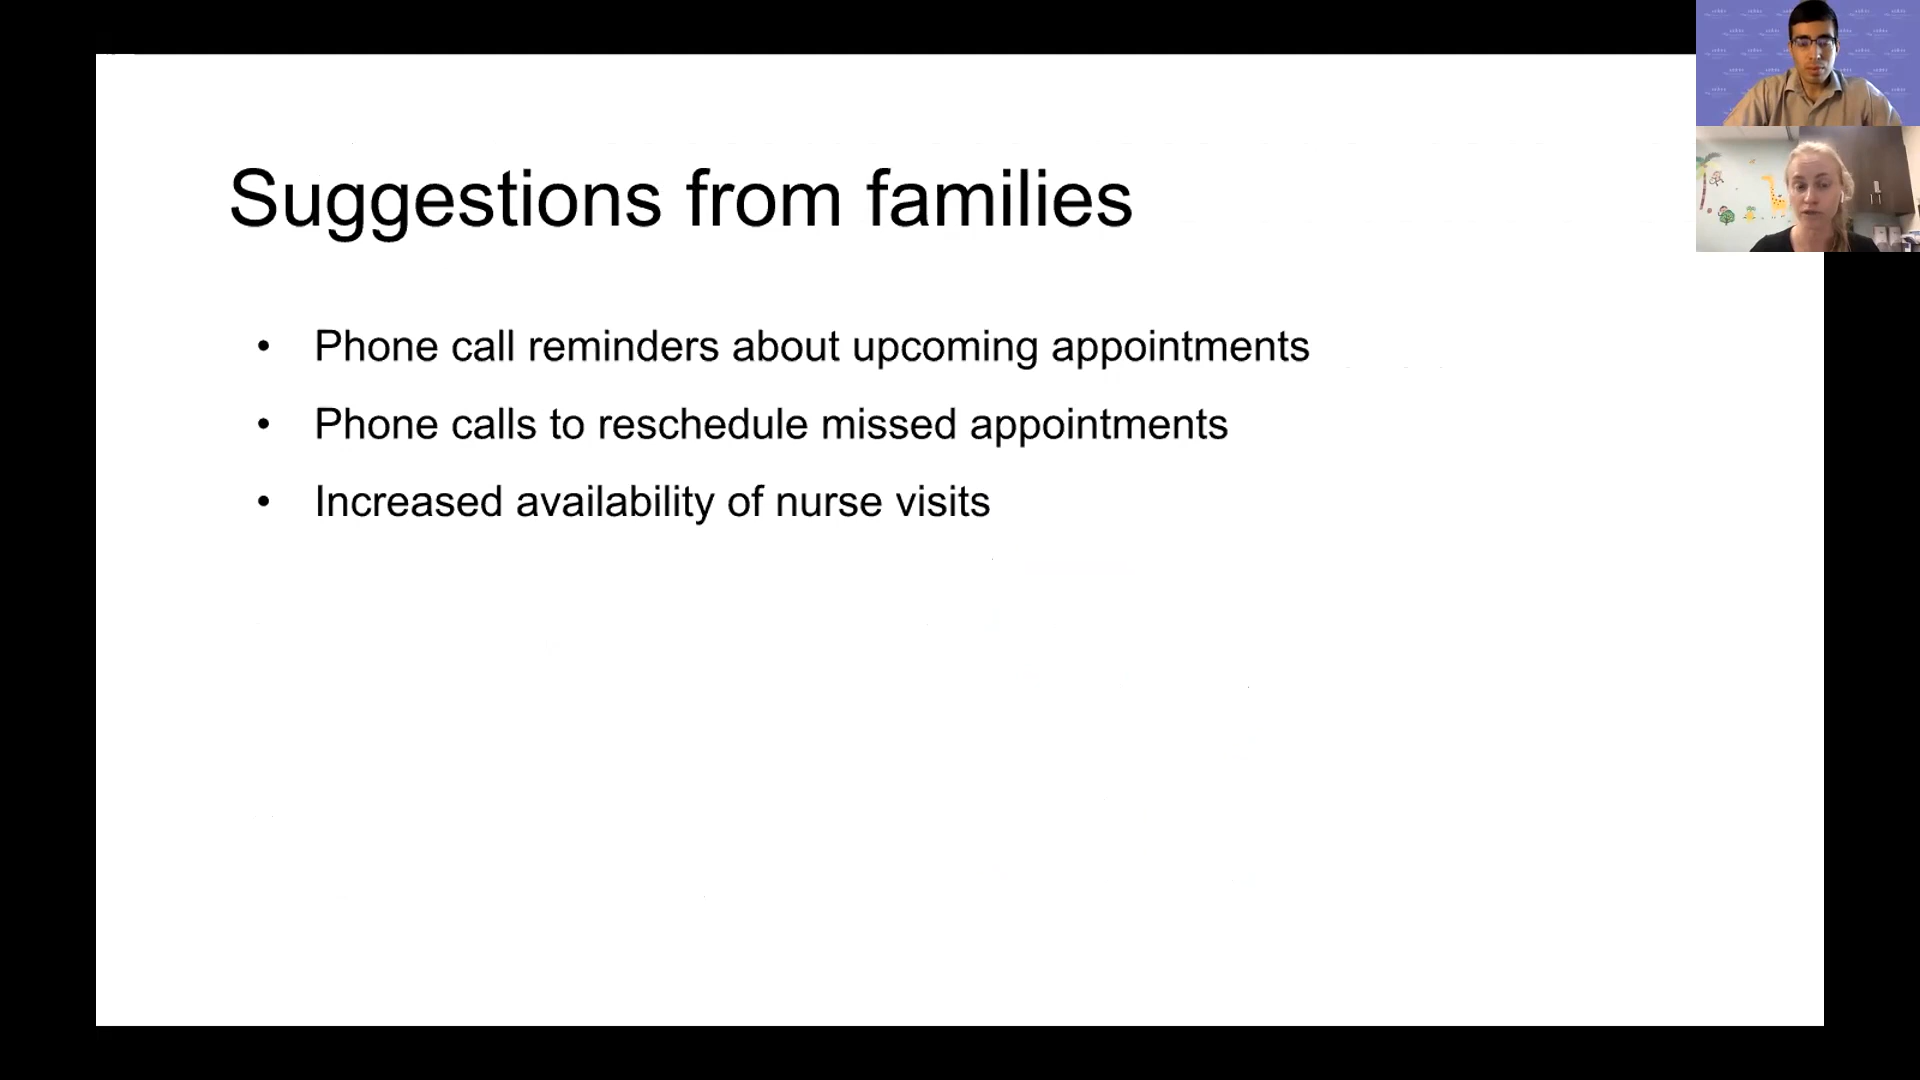 Suggestions from families
• Phone call reminders about upcoming appointments
• Phone calls to reschedule missed appointments
• Increased availability of nurse visits